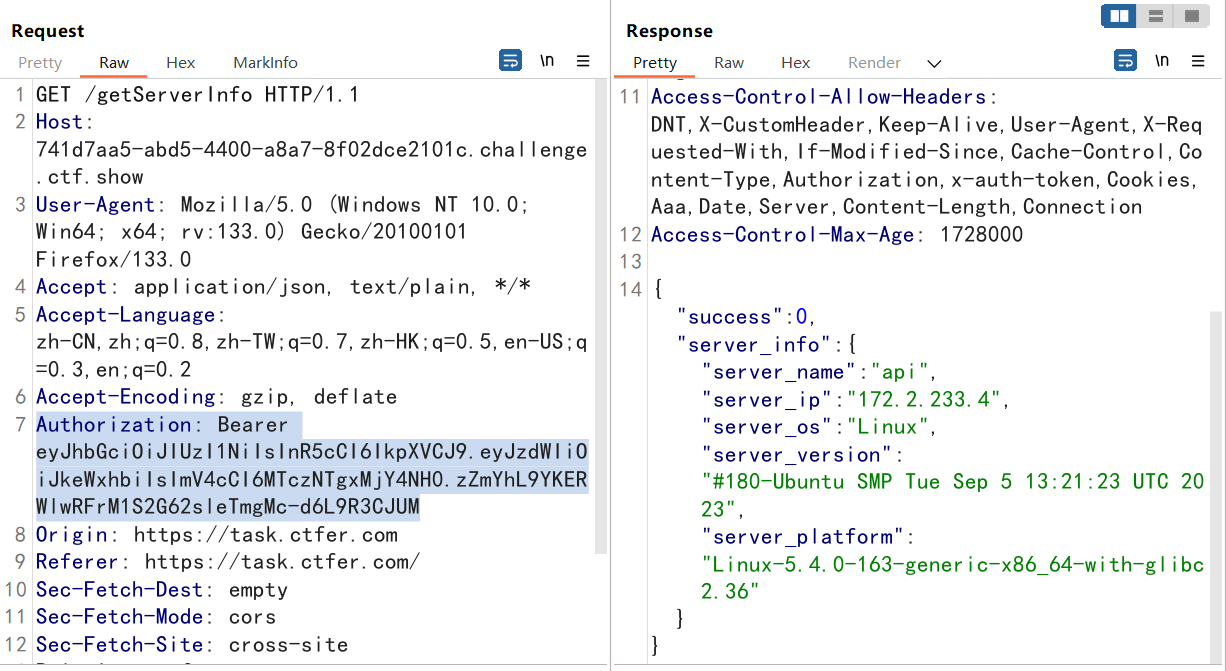 Request
Pretty Raw Hex MarkInfo \n
1 GET /getServerInfo HTTP/1.1
2 Host:
741d7aa5-abd5-4400-a8a7-8f02dce2101c.challenge
.ctf.show
3 User-Agent: Mozilla/5.0 (Windows NT 10.0;
Win64; x64; rv:133.0) Gecko/20100101
Firefox/133.0
4 Accept: application/json, text/plain, */*
5 Accept-Language:
zh-CN,zh;q=0.8,zh-TW;q=0.7,zh-HK;q=0.5,en-US;q
=0.3,en;q=0.2
6 Accept-Encoding: gzip, deflate
7 Authorization: Bearer
eyJhbGciOiJIUzI1NiIsInR5cCI6IkpXVCJ9.eyJzdWIiO
iJkeWxhbiIsImV4cCI6MTczNTgxMjY4NH0.zZmYhL9YKER
WIwRFrM1S2G62sIeTmgMc-d6L9R3CJUM
8 Origin: https://task.ctfer.com
9 Referer: https://task.ctfer.com/
10 Sec-Fetch-Dest: empty
11 Sec-Fetch-Mode: cors
12 Sec-Fetch-Site: cross-site
Response
Pretty Raw Hex Render \n
11 Access-Control-Allow-Headers:
DNT,X-CustomHeader,Keep-Alive,User-Agent,X-Req
uested-With,If-Modified-Since,Cache-Control,Co
ntent-Type,Authorization,x-auth-token,Cookies,
Aaa,Date,Server,Content-Length,Connection
12 Access-Control-Max-Age: 1728000
13
14 {
"success":0,
"server_info":{
"server_name":"api",
"server_ip":"172.2.233.4",
"server_os":"Linux",
"server_version":
"#180-Ubuntu SMP Tue Sep 5 13:21:23 UTC 20
23",
"server_platform":
"Linux-5.4.0-163-generic-x86_64-with-glibc
2.36"
}
}